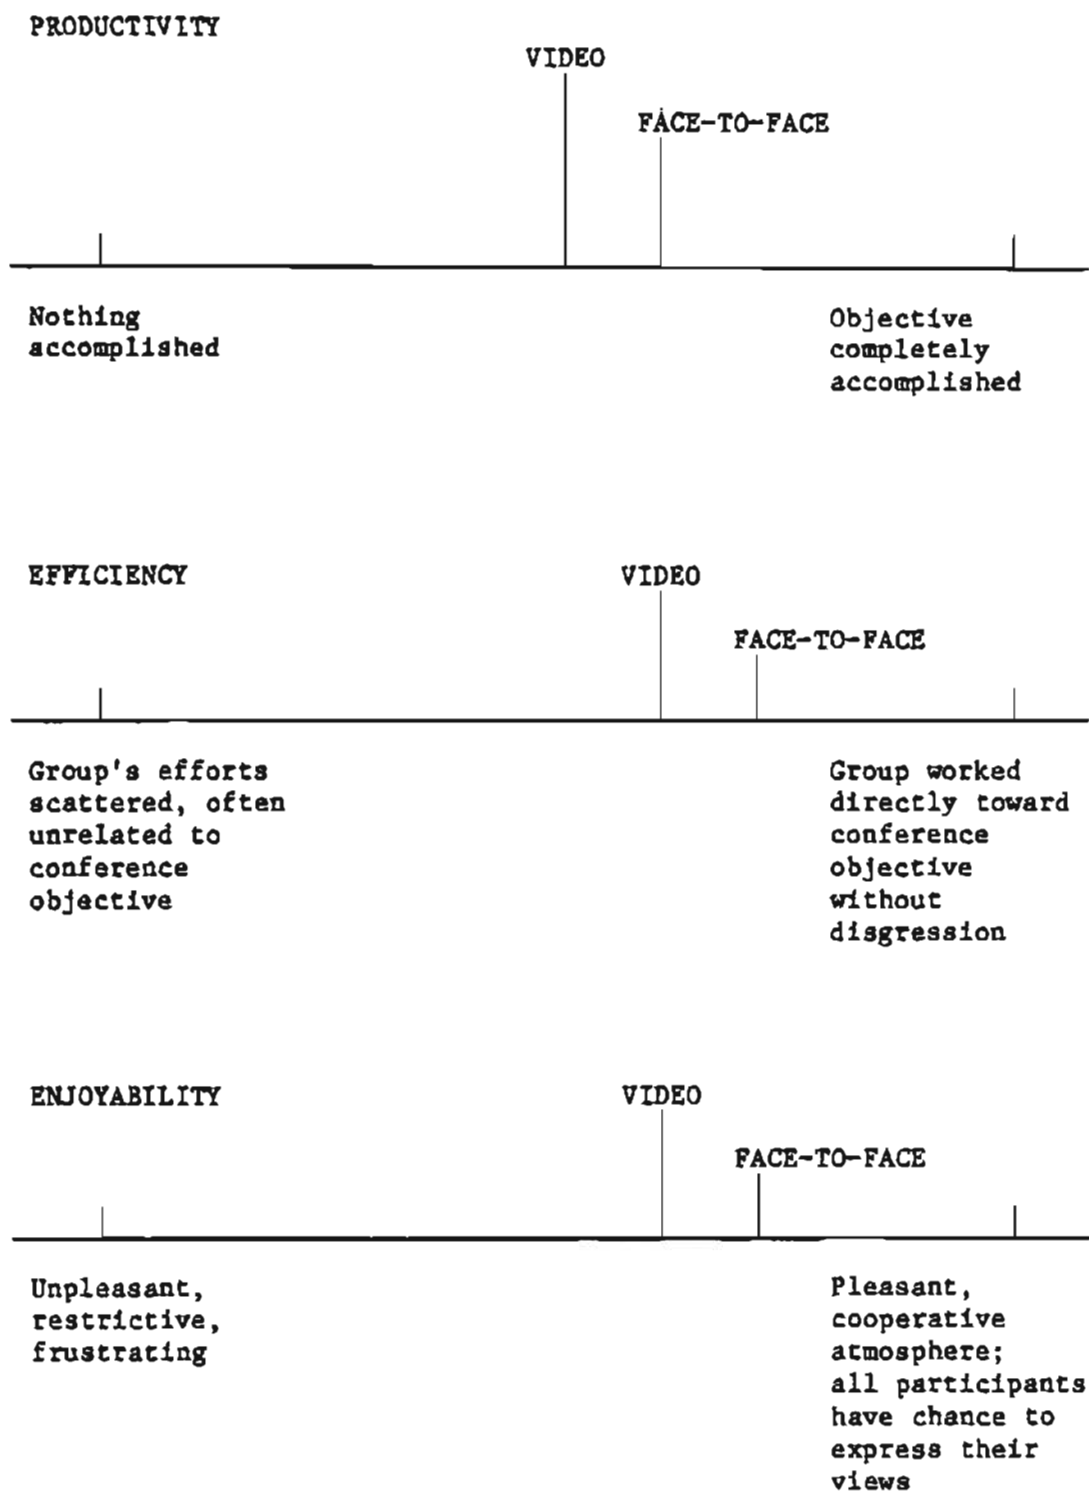 PRODUCTIVITY
VIDEO
FACE-TO-FACE
Nothing
accomplished
Objective
completely
accomplished
EFFICIENCY
VIDEO
FACE-TO-FACE
Group's efforts
scattered, often
unrelated to
conference
objective
Group worked
directly toward
conference
objective
without
disgression
ENJOYABILITY
VIDEO
FACE-TO-FACE
Unpleasant,
restrictive,
frustrating
Pleasant,
cooperative
atmosphere;
all participants
have chance to
express their
views